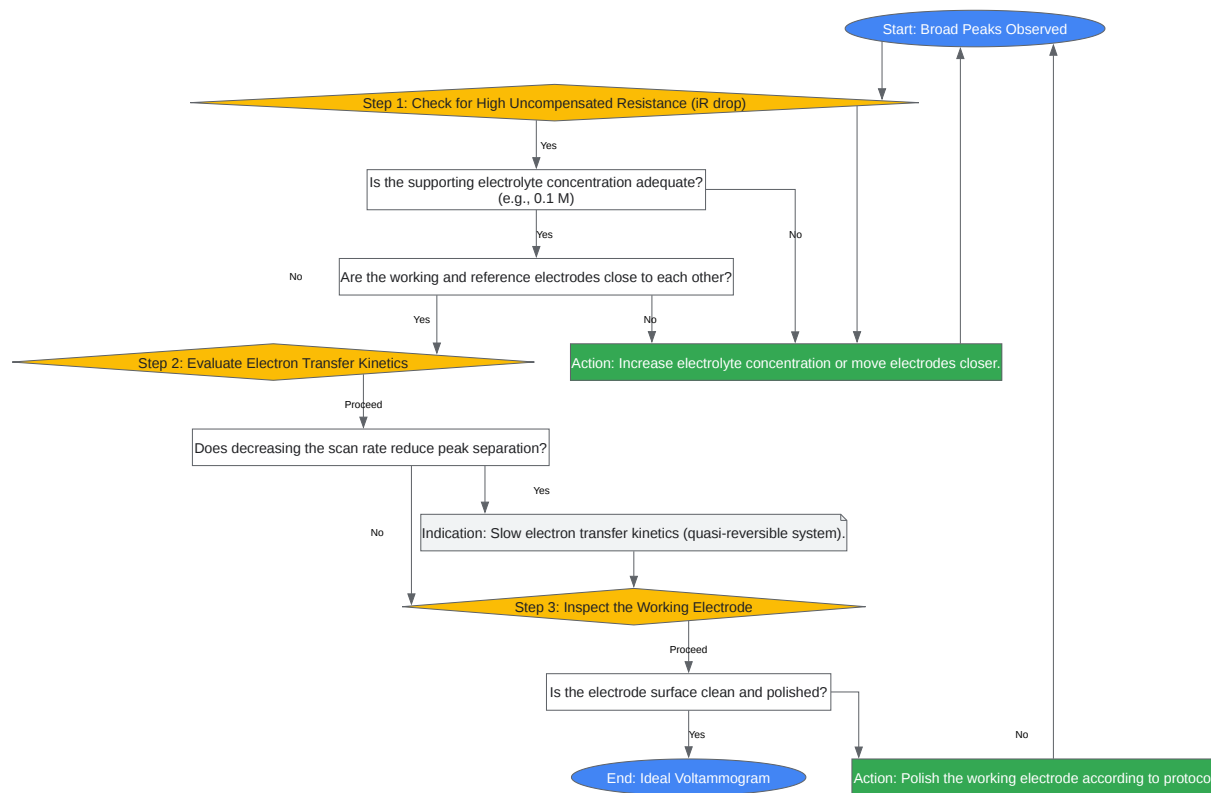 Start: Broad Peaks Observed
Step 1: Check for High Uncompensated Resistance (iR drop)
Yes
Is the supporting electrolyte concentration adequate?
(e.g., 0.1 M)
Yes
No
Are the working and reference electrodes close to each other?
No
Yes
No
Step 2: Evaluate Electron Transfer Kinetics
Action: Increase electrolyte concentration or move electrodes closer.
Proceed
Does decreasing the scan rate reduce peak separation?
Yes
No
Indication: Slow electron transfer kinetics (quasi-reversible system).
Step 3: Inspect the Working Electrode
Proceed
Is the electrode surface clean and polished?
Yes
No
End: Ideal Voltammogram
Action: Polish the working electrode according to protoco